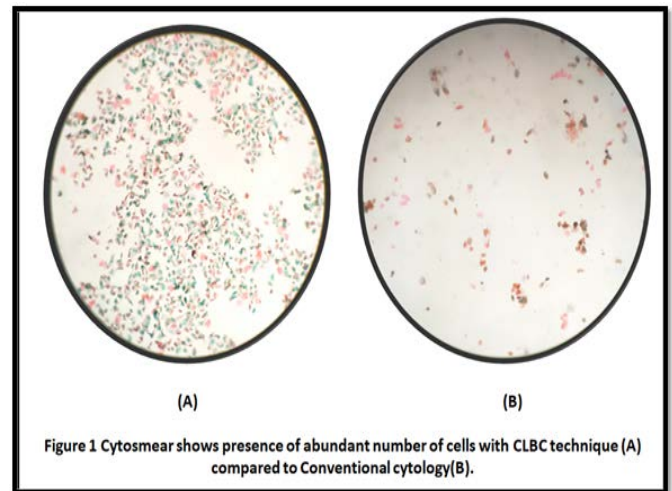 (A) (B)
Figure 1 Cytosmear shows presence of abundant number of cells with CLBC technique (A)
compared to Conventional cytology(B).